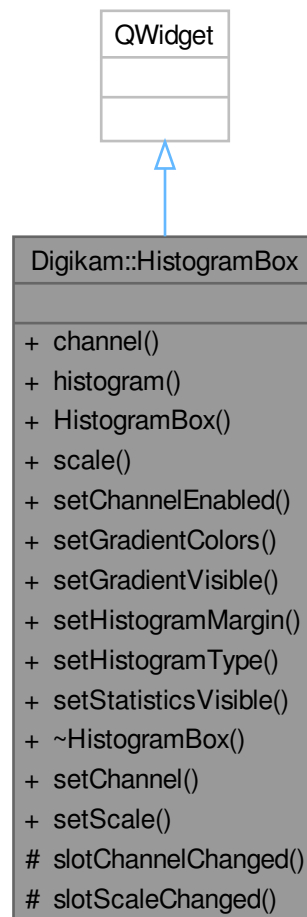 QWidget
Digikam::HistogramBox
+ channel()
+ histogram()
+ HistogramBox()
+ scale()
+ setChannelEnabled()
+ setGradientColors()
+ setGradientVisible()
+ setHistogramMargin()
+ setHistogramType()
+ setStatisticsVisible()
+ ~HistogramBox()
+ setChannel()
+ setScale()
# slotChannelChanged()
# slotScaleChanged()